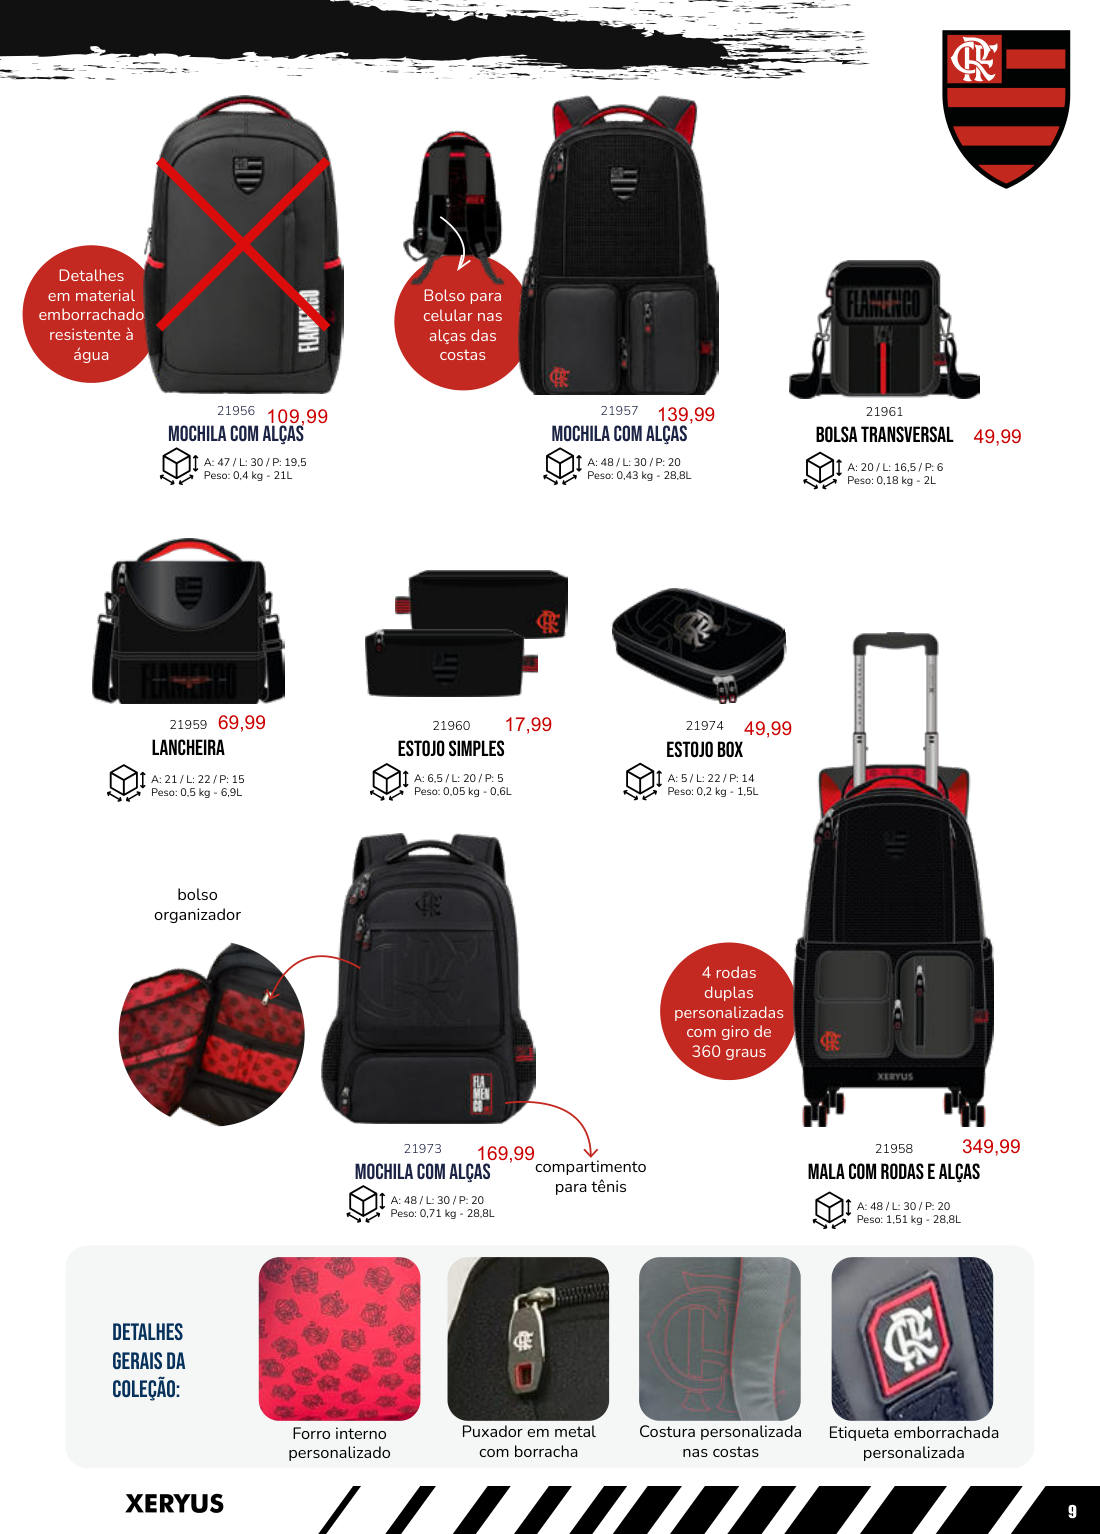 Detalhes
em material
emborrachado
resistente à
água
FLAMENGO
21956
109,99
MOCHILA COM ALÇAS
A: 47 / L: 30 / P: 19,5
Peso: 0,4 kg - 21L
Bolso para
celular nas
alças das
costas
21957
139,99
MOCHILA COM ALÇAS
A: 48 / L: 30 / P: 20
Peso: 0,43 kg - 28,8L
FLAMENGO
21961
BOLSA TRANSVERSAL
49,99
A: 20 / L: 16,5 / P: 6
Peso: 0,18 kg - 2L
FLAMENGO
21959
69,99
LANCHEIRA
A: 21 / L: 22 / P: 15
Peso: 0,5 kg - 6,9L
21960
17,99
ESTOJO SIMPLES
A: 6,5 / L: 20 / P: 5
Peso: 0,05 kg - 0,6L
21974
49,99
ESTOJO BOX
A: 5 / L: 22 / P: 14
Peso: 0,2 kg - 1,5L
bolso
organizador
FLA
MEN
GO
21973
169,99
MOCHILA COM ALÇAS
A: 48 / L: 30 / P: 20
Peso: 0,71 kg - 28,8L
compartimento
para tênis
4 rodas
duplas
personalizadas
com giro de
360 graus
XERYUS
21958
349,99
MALA COM RODAS E ALÇAS
A: 48 / L: 30 / P: 20
Peso: 1,51 kg - 28,8L
DETALHES
GERAIS DA
COLEÇÃO:
Forro interno
personalizado
Puxador em metal
com borracha
Costura personalizada
nas costas
Etiqueta emborrachada
personalizada
XERYUS
9